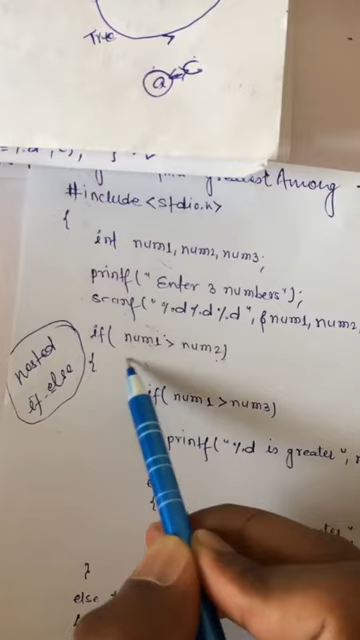 True
a c
greatest Among
#include <stdio.h>
{
int num1, num2, num3;
printf(" Enter 3 numbers");
scanf("%d%d%d", &num1, num2,
if( num1 > num2)
nested
if-else
{
if( num1 > num3)
printf("%d is greater",
{
}
else